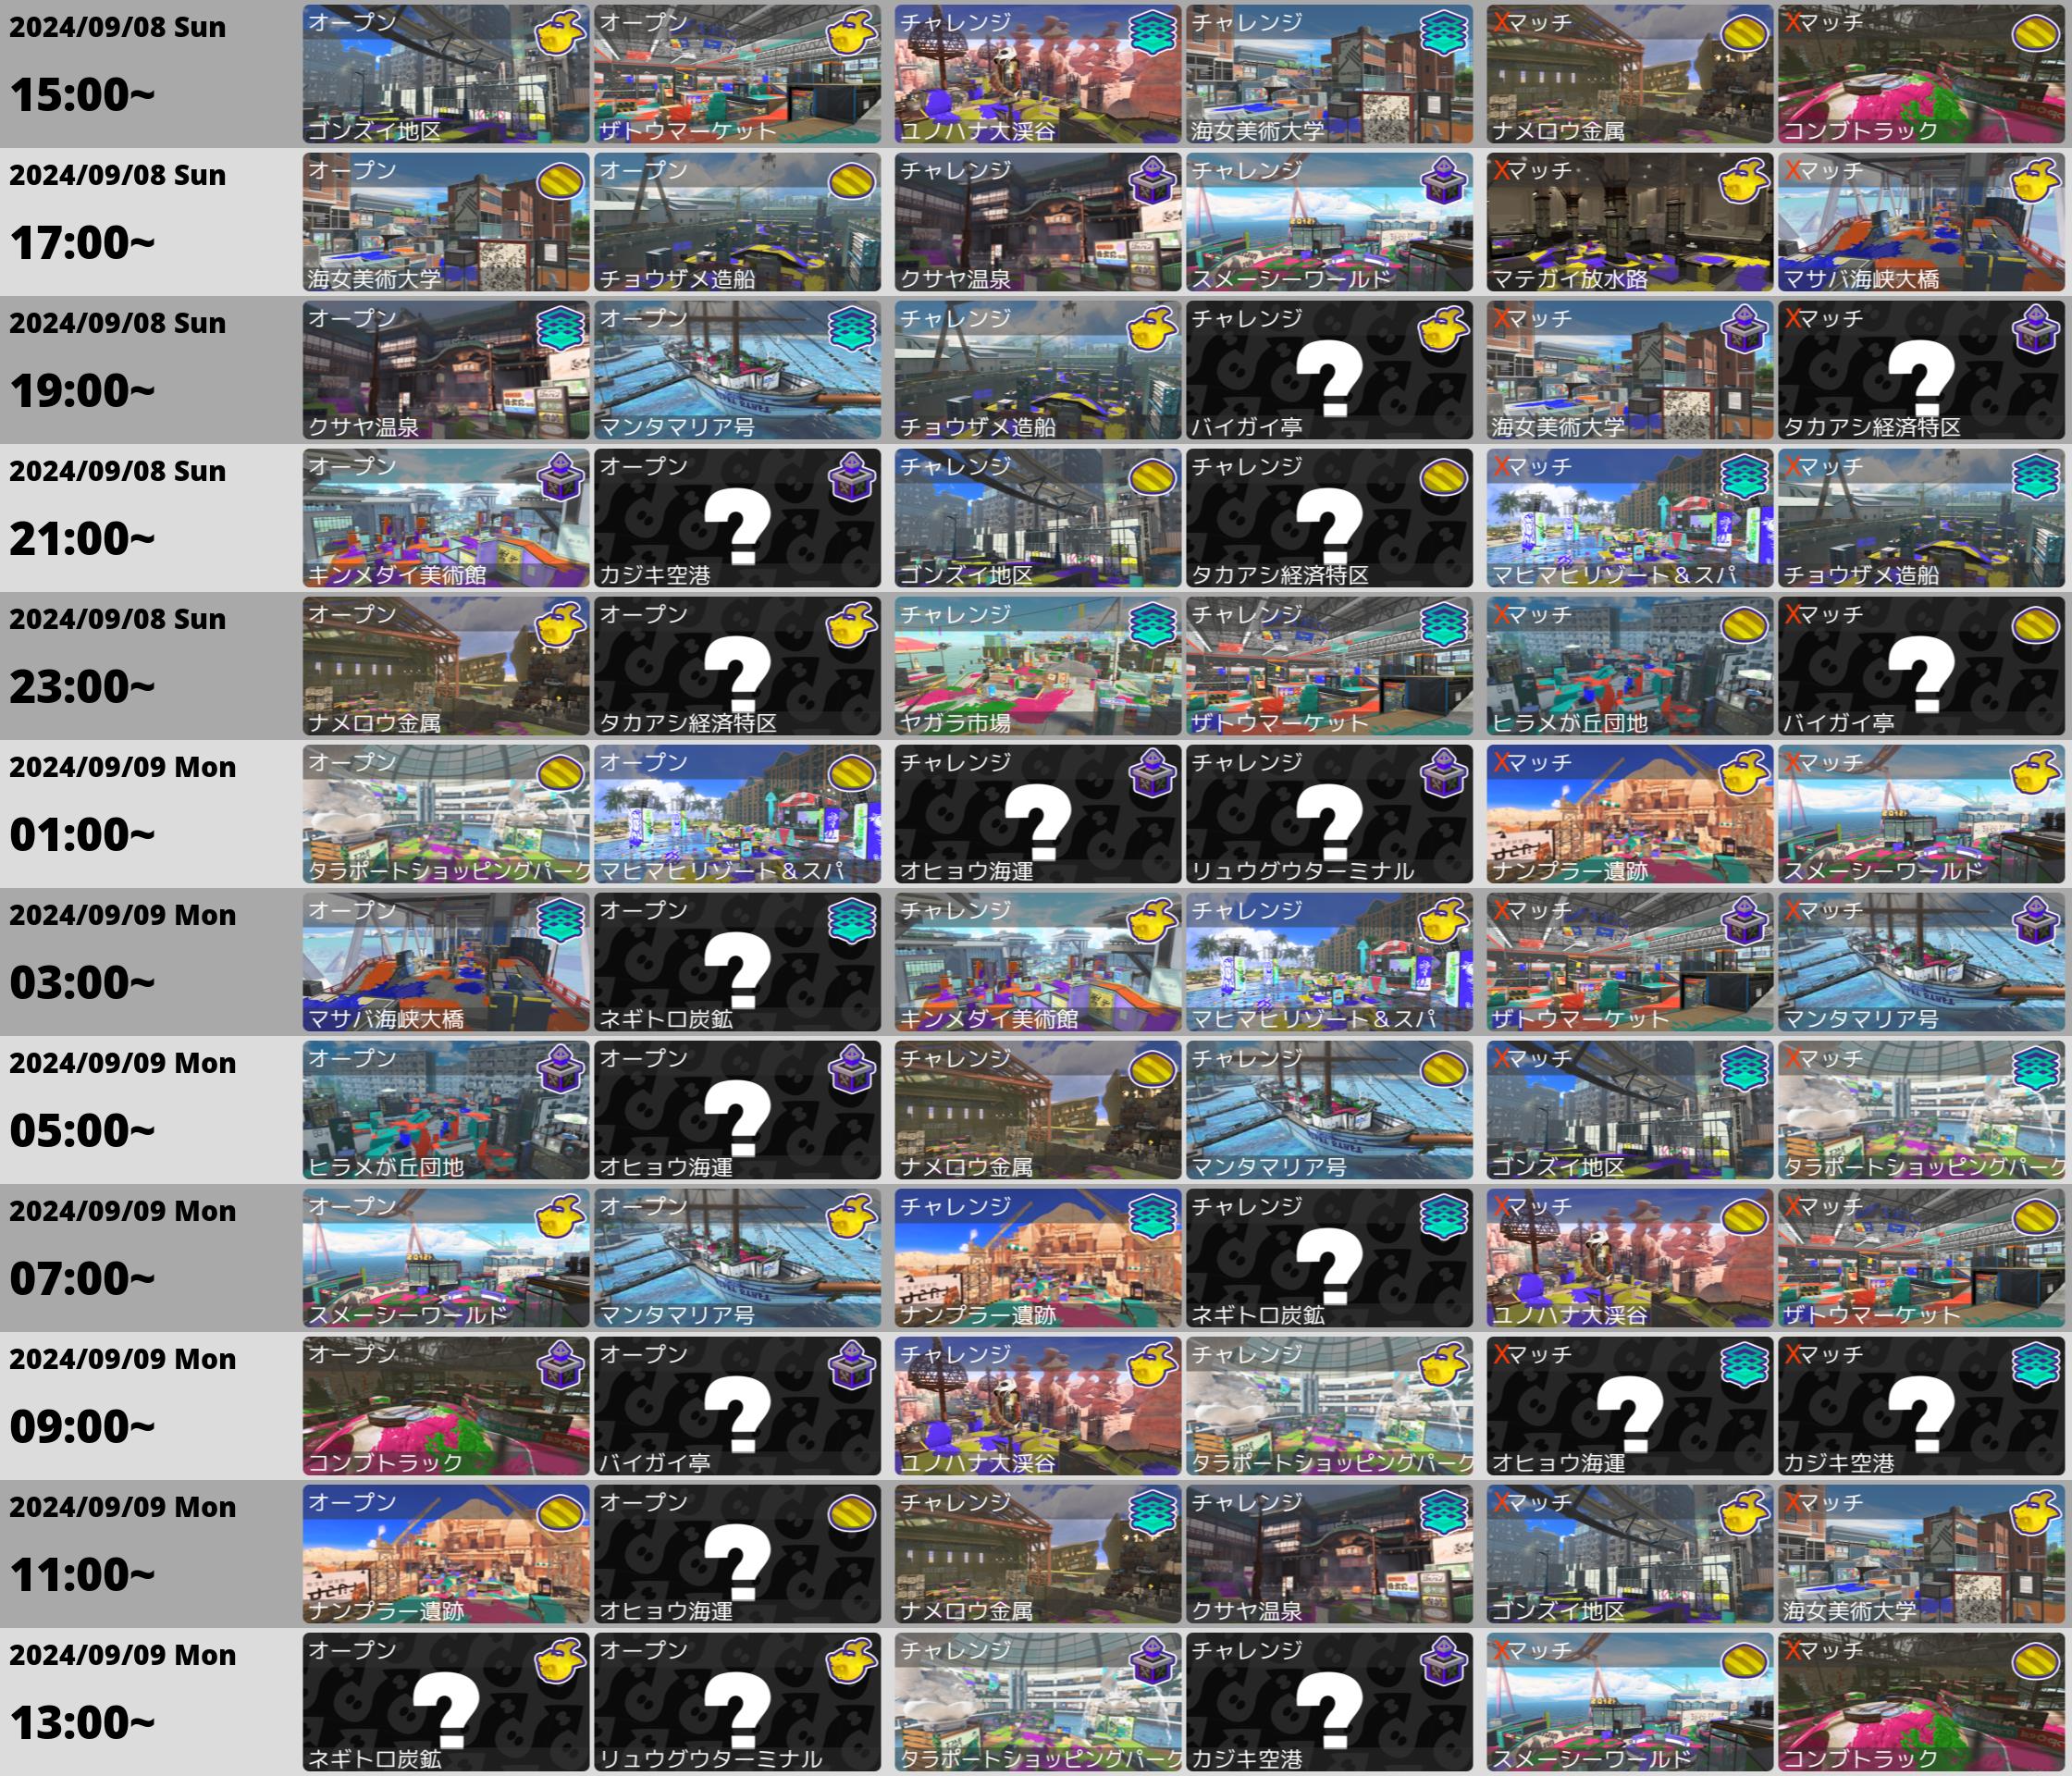 2024/09/08 Sun
15:00~
オープン
ゴンズイ地区
オープン
ザトウマーケット
チャレンジ
ユノハナ大渓谷
チャレンジ
海女美術大学
Xマッチ
ナメロウ金属
Xマッチ
コンブトラック
2024/09/08 Sun
17:00~
オープン
海女美術大学
オープン
チョウザメ造船
チャレンジ
クサヤ温泉
チャレンジ
スメーシーワールド
Xマッチ
マテガイ放水路
Xマッチ
マサバ海峡大橋
2024/09/08 Sun
19:00~
オープン
クサヤ温泉
オープン
マンタマリア号
チャレンジ
チョウザメ造船
チャレンジ
?
バイガイ亭
Xマッチ
海女美術大学
Xマッチ
?
タカアシ経済特区
2024/09/08 Sun
21:00~
オープン
キンメダイ美術館
オープン
?
カジキ空港
チャレンジ
ゴンズイ地区
チャレンジ
?
タカアシ経済特区
Xマッチ
マヒマヒリゾート&スパ
Xマッチ
チョウザメ造船
2024/09/08 Sun
23:00~
オープン
ナメロウ金属
オープン
?
タカアシ経済特区
チャレンジ
ヤガラ市場
チャレンジ
ザトウマーケット
Xマッチ
ヒラメが丘団地
Xマッチ
?
バイガイ亭
2024/09/09 Mon
01:00~
オープン
タラポートショッピングパーク
オープン
マヒマヒリゾート&スパ
チャレンジ
?
オヒョウ海運
チャレンジ
?
リュウグウターミナル
Xマッチ
ナンプラー遺跡
Xマッチ
スメーシーワールド
2024/09/09 Mon
03:00~
オープン
マサバ海峡大橋
オープン
?
ネギトロ炭鉱
チャレンジ
キンメダイ美術館
チャレンジ
マヒマヒリゾート&スパ
Xマッチ
ザトウマーケット
Xマッチ
マンタマリア号
2024/09/09 Mon
05:00~
オープン
ヒラメが丘団地
オープン
?
オヒョウ海運
チャレンジ
ナメロウ金属
チャレンジ
マンタマリア号
Xマッチ
ゴンズイ地区
Xマッチ
タラポートショッピングパーク
2024/09/09 Mon
07:00~
オープン
スメーシーワールド
オープン
マンタマリア号
チャレンジ
ナンプラー遺跡
チャレンジ
?
ネギトロ炭鉱
Xマッチ
ユノハナ大渓谷
Xマッチ
ザトウマーケット
2024/09/09 Mon
09:00~
オープン
コンブトラック
オープン
?
バイガイ亭
チャレンジ
ユノハナ大渓谷
チャレンジ
タラポートショッピングパーク
Xマッチ
?
オヒョウ海運
Xマッチ
?
カジキ空港
2024/09/09 Mon
11:00~
オープン
ナンプラー遺跡
オープン
?
オヒョウ海運
チャレンジ
ナメロウ金属
チャレンジ
クサヤ温泉
Xマッチ
ゴンズイ地区
Xマッチ
海女美術大学
2024/09/09 Mon
13:00~
オープン
?
ネギトロ炭鉱
オープン
?
リュウグウターミナル
チャレンジ
タラポートショッピングパーク
チャレンジ
?
カジキ空港
Xマッチ
スメーシーワールド
Xマッチ
コンブトラック